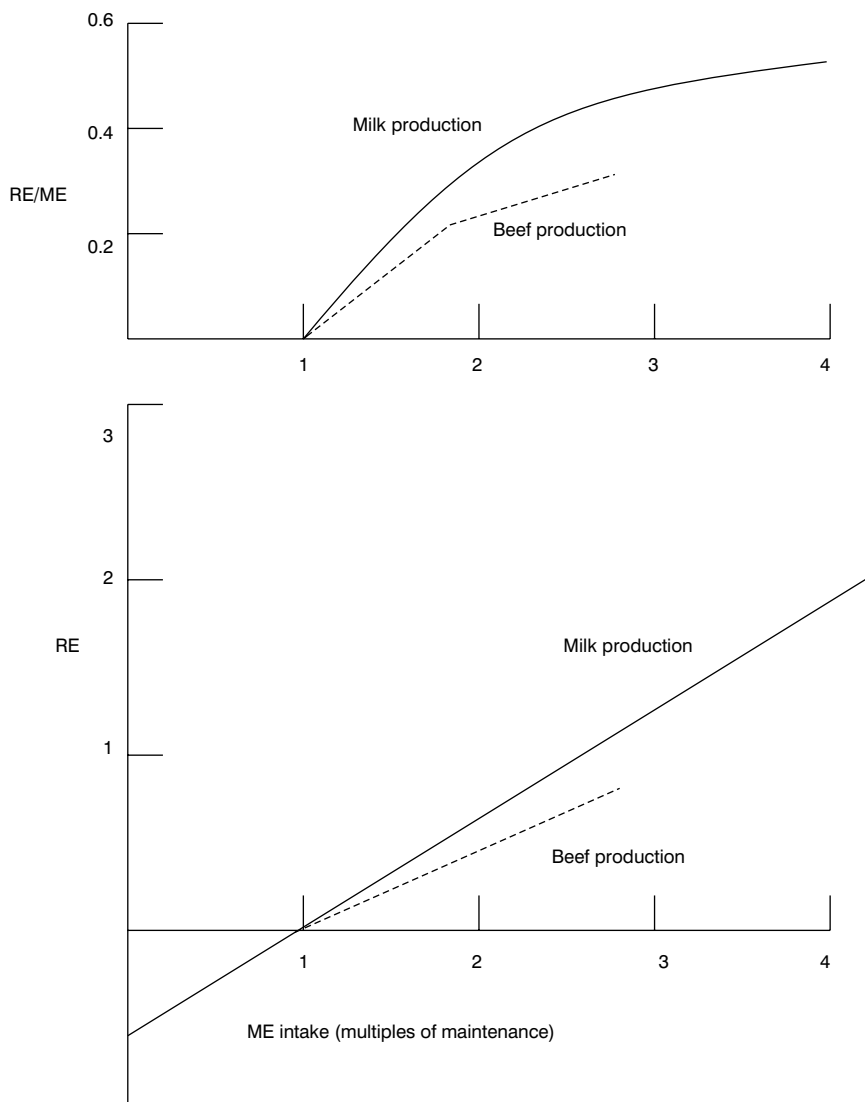 0.6
Milk production
0.4
RE/ME
Beef production
0.2
1 2 3 4
3
2
RE
Milk production
1
Beef production
1 2 3 4
ME intake (multiples of maintenance)